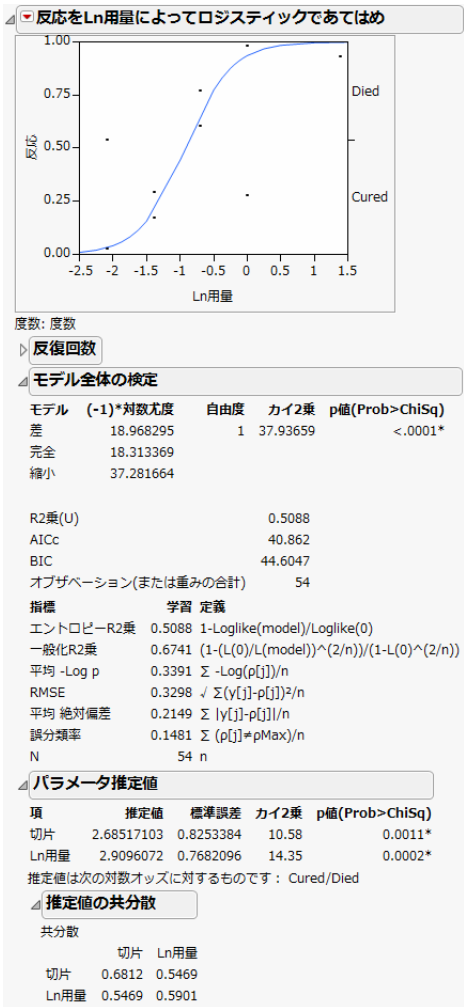 反応をLn用量によってロジスティックであてはめ
1.00
0.75
0.50
0.25
0.00
反応
Died
Cured
-2.5 -2 -1.5 -1 -0.5 0 0.5 1 1.5
Ln用量
度数: 度数
反復回数
モデル全体の検定
モデル (-1)*対数尤度 自由度 カイ2乗 p値(Prob>ChiSq)
差 18.968295 1 37.93659 <.0001*
完全 18.313369
縮小 37.281664
R2乗(U) 0.5088
AICc 40.862
BIC 44.6047
オブザベーション(または重みの合計) 54
指標 学習 定義
エントロピーR2乗 0.5088 1-Loglike(model)/Loglike(0)
一般化R2乗 0.6741 (1-(L(0)/L(model))^(2/n))/(1-L(0)^(2/n))
平均 -Log p 0.3391 Σ -Log(ρ[j])/n
RMSE 0.3298 √ Σ(y[j]-ρ[j])²/n
平均 絶対偏差 0.2149 Σ |y[j]-ρ[j]|/n
誤分類率 0.1481 Σ (ρ[j]≠ρMax)/n
N 54 n
パラメータ推定値
項 推定値 標準誤差 カイ2乗 p値(Prob>ChiSq)
切片 2.68517103 0.8253384 10.58 0.0011*
Ln用量 2.9096072 0.7682096 14.35 0.0002*
推定値は次の対数オッズに対するものです： Cured/Died
推定値の共分散
共分散
切片 Ln用量
切片 0.6812 0.5469
Ln用量 0.5469 0.5901